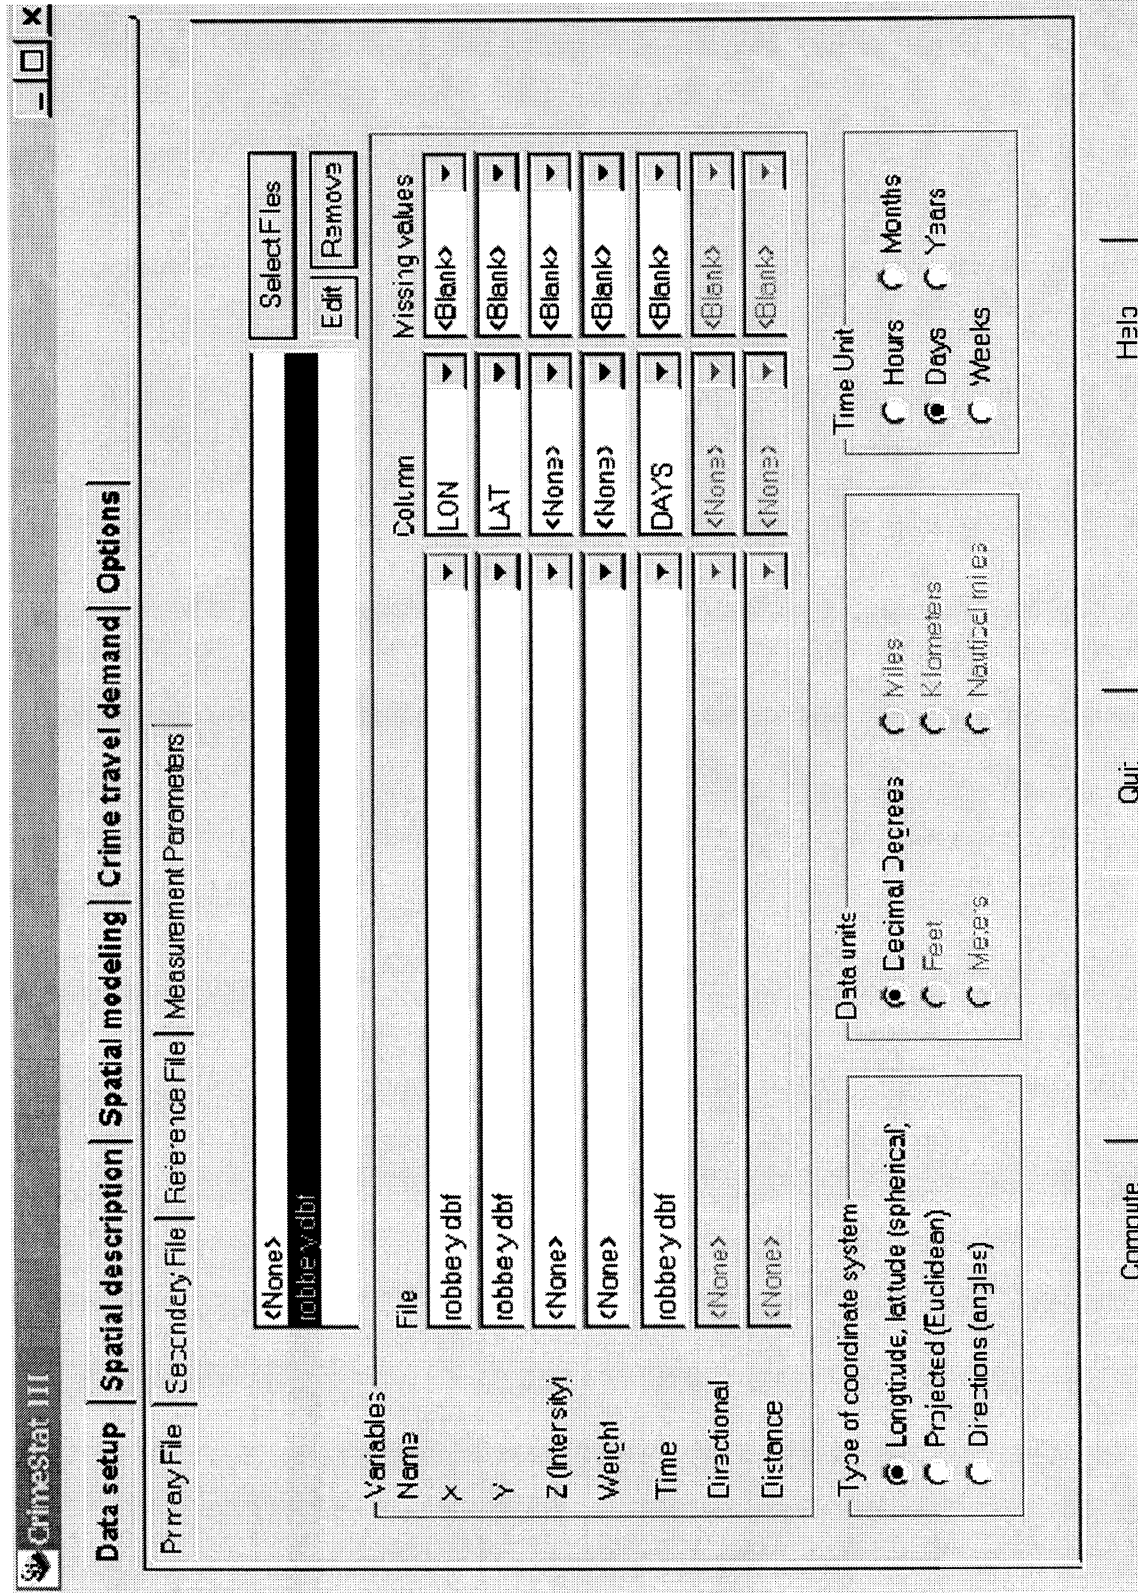 CrimeStat III
Data setup Spatial description Spatial modeling Crime travel demand Options
Primary File Secondary File Reference File Measurement Parameters
<None>
robbery.dbf
Select Files
Edit Remove
Variables
Name File Column Missing values
X robbery.dbf LON <Blank>
Y robbery.dbf LAT <Blank>
Z (Intensity) <None> <None> <Blank>
Weight <None> <None> <Blank>
Time robbery.dbf DAYS <Blank>
Directional <None> <None> <Blank>
Distance <None> <None> <Blank>
Type of coordinate system
Longitude, latitude (spherical)
Projected (Euclidean)
Directions (angles)
Data units
Decimal Degrees Miles
Feet Kilometers
Meters Nautical miles
Time Unit
Hours Months
Days Years
Weeks
Compute Quit Help